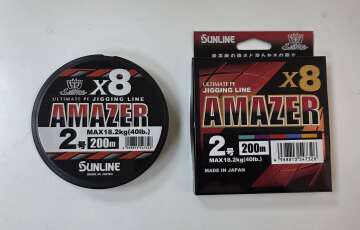 X8
ULTIMATE PE JIGGING LINE
AMAZER
2号 200m
MAX18.2kg(40lb.)
SUNLINE
SUNLINE
X8
ULTIMATE PE
JIGGING LINE
AMAZER
2号 200m
MAX18.2kg(40lb.)
MADE IN JAPAN